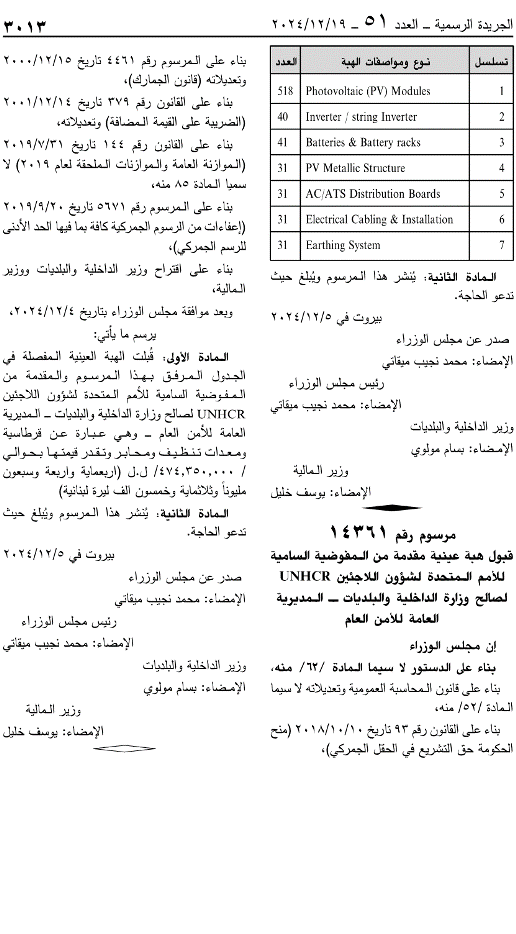 الجريدة الرسمية ـ العدد ٥١ ـ ٢٠٢٤/١٢/١٩
٣٠١٣
تسلسل نوع ومواصفات الهبة العدد
1 Photovoltaic (PV) Modules 518
2 Inverter / string Inverter 40
3 Batteries & Battery racks 41
4 PV Metallic Structure 31
5 AC/ATS Distribution Boards 31
6 Electrical Cabling & Installation 31
7 Earthing System 31
المادة الثانية: يُنشر هذا المرسوم ويُبلغ حيث
تدعو الحاجة.
بيروت في ٢٠٢٤/١٢/٥
صدر عن مجلس الوزراء
الإمضاء: محمد نجيب ميقاتي
رئيس مجلس الوزراء
الإمضاء: محمد نجيب ميقاتي
وزير الداخلية والبلديات
الإمضاء: بسام مولوي
وزير المالية
الإمضاء: يوسف خليل
مرسوم رقم ١٤٣٦١
قبول هبة عينية مقدمة من المفوضية السامية
للأمم المتحدة لشؤون اللاجئين UNHCR
لصالح وزارة الداخلية والبلديات ـ المديرية
العامة للأمن العام
إن مجلس الوزراء
بناء على الدستور لا سيما المادة /٦٢/ منه،
بناء على قانون المحاسبة العمومية وتعديلاته لا سيما
المادة /٥٢/ منه،
بناء على القانون رقم ٩٣ تاريخ ٢٠١٨/١٠/١٠ (منح
الحكومة حق التشريع في الحقل الجمركي)،
بناء على المرسوم رقم ٤٤٦١ تاريخ ٢٠٠٠/١٢/١٥
وتعديلاته (قانون الجمارك)،
بناء على القانون رقم ٣٧٩ تاريخ ٢٠٠١/١٢/١٤
(الضريبة على القيمة المضافة) وتعديلاته،
بناء على القانون رقم ١٤٤ تاريخ ٢٠١٩/٧/٣١
(الموازنة العامة والموازنات الملحقة لعام ٢٠١٩) لا
سميا المادة ٨٥ منه،
بناء على المرسوم رقم ٥٦٧١ تاريخ ٢٠١٩/٩/٢٠
(إعفاءات من الرسوم الجمركية كافة بما فيها الحد الأدنى
للرسم الجمركي)،
بناء على اقتراح وزير الداخلية والبلديات ووزير
المالية،
وبعد موافقة مجلس الوزراء بتاريخ ٢٠٢٤/١٢/٤،
يرسم ما يأتي:
المادة الأولى: قُبلت الهبة العينية المفصلة في
الجدول المرفق بهذا المرسوم والمقدمة من
المفوضية السامية للأمم المتحدة لشؤون اللاجئين
UNHCR لصالح وزارة الداخلية والبلديات ـ المديرية
العامة للأمن العام ـ وهي عبارة عن قرطاسية
ومعدات تنظيف ومحابر وتقدر قيمتها بحوالي
/٤٧٤,٣٥٠,٠٠٠/ ل.ل (اربعماية واربعة وسبعون
مليوناً وثلاثماية وخمسون الف ليرة لبنانية)
المادة الثانية: يُنشر هذا المرسوم ويُبلغ حيث
تدعو الحاجة.
بيروت في ٢٠٢٤/١٢/٥
صدر عن مجلس الوزراء
الإمضاء: محمد نجيب ميقاتي
رئيس مجلس الوزراء
الإمضاء: محمد نجيب ميقاتي
وزير الداخلية والبلديات
الإمضاء: بسام مولوي
وزير المالية
الإمضاء: يوسف خليل